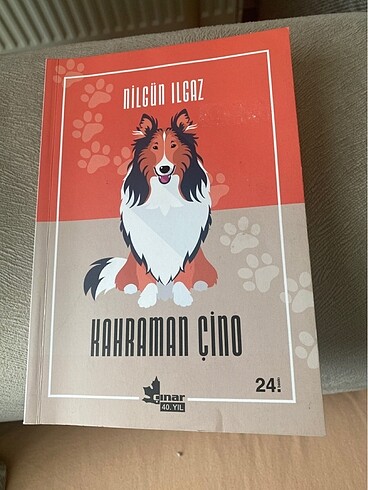 NİLGÜN ILGAZ
KAHRAMAN ÇİNO
24!
çınar
40. YIL